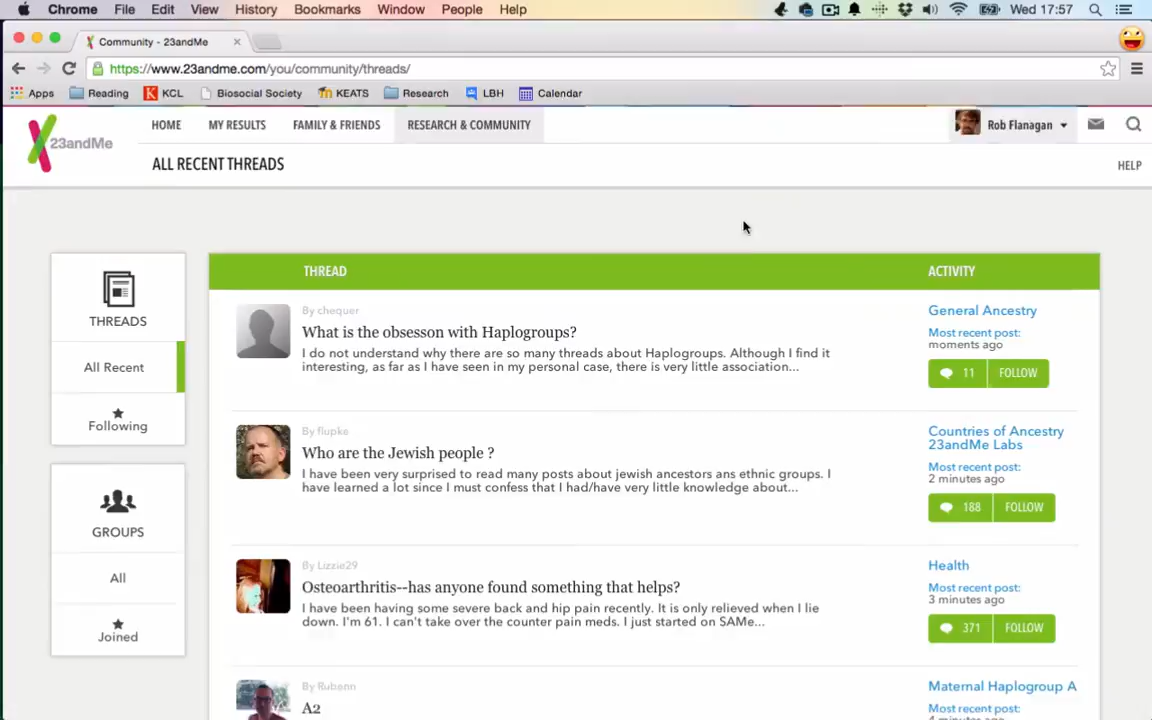 Chrome File Edit View History Bookmarks Window People Help Wed 17:57
Community - 23andMe
https://www.23andme.com/you/community/threads/
Apps Reading KCL Biosocial Society KEATS Research LBH Calendar
23andMe
HOME MY RESULTS FAMILY & FRIENDS RESEARCH & COMMUNITY Rob Flanagan
ALL RECENT THREADS HELP
THREADS
All Recent
Following
GROUPS
All
Joined
THREAD ACTIVITY
By chequer
What is the obsesson with Haplogroups?
I do not understand why there are so many threads about Haplogroups. Although I find it
interesting, as far as I have seen in my personal case, there is very little association...
General Ancestry
Most recent post:
moments ago
11 FOLLOW
By flupke
Who are the Jewish people ?
I have been very surprised to read many posts about jewish ancestors ans ethnic groups. I
have learned a lot since I must confess that I had/have very little knowledge about...
Countries of Ancestry
23andMe Labs
Most recent post:
2 minutes ago
188 FOLLOW
By Lizzie29
Osteoarthritis--has anyone found something that helps?
I have been having some severe back and hip pain recently. It is only relieved when I lie
down. I'm 61. I can't take over the counter pain meds. I just started on SAMe...
Health
Most recent post:
3 minutes ago
371 FOLLOW
By Rubann
A2
Maternal Haplogroup A
Most recent post: